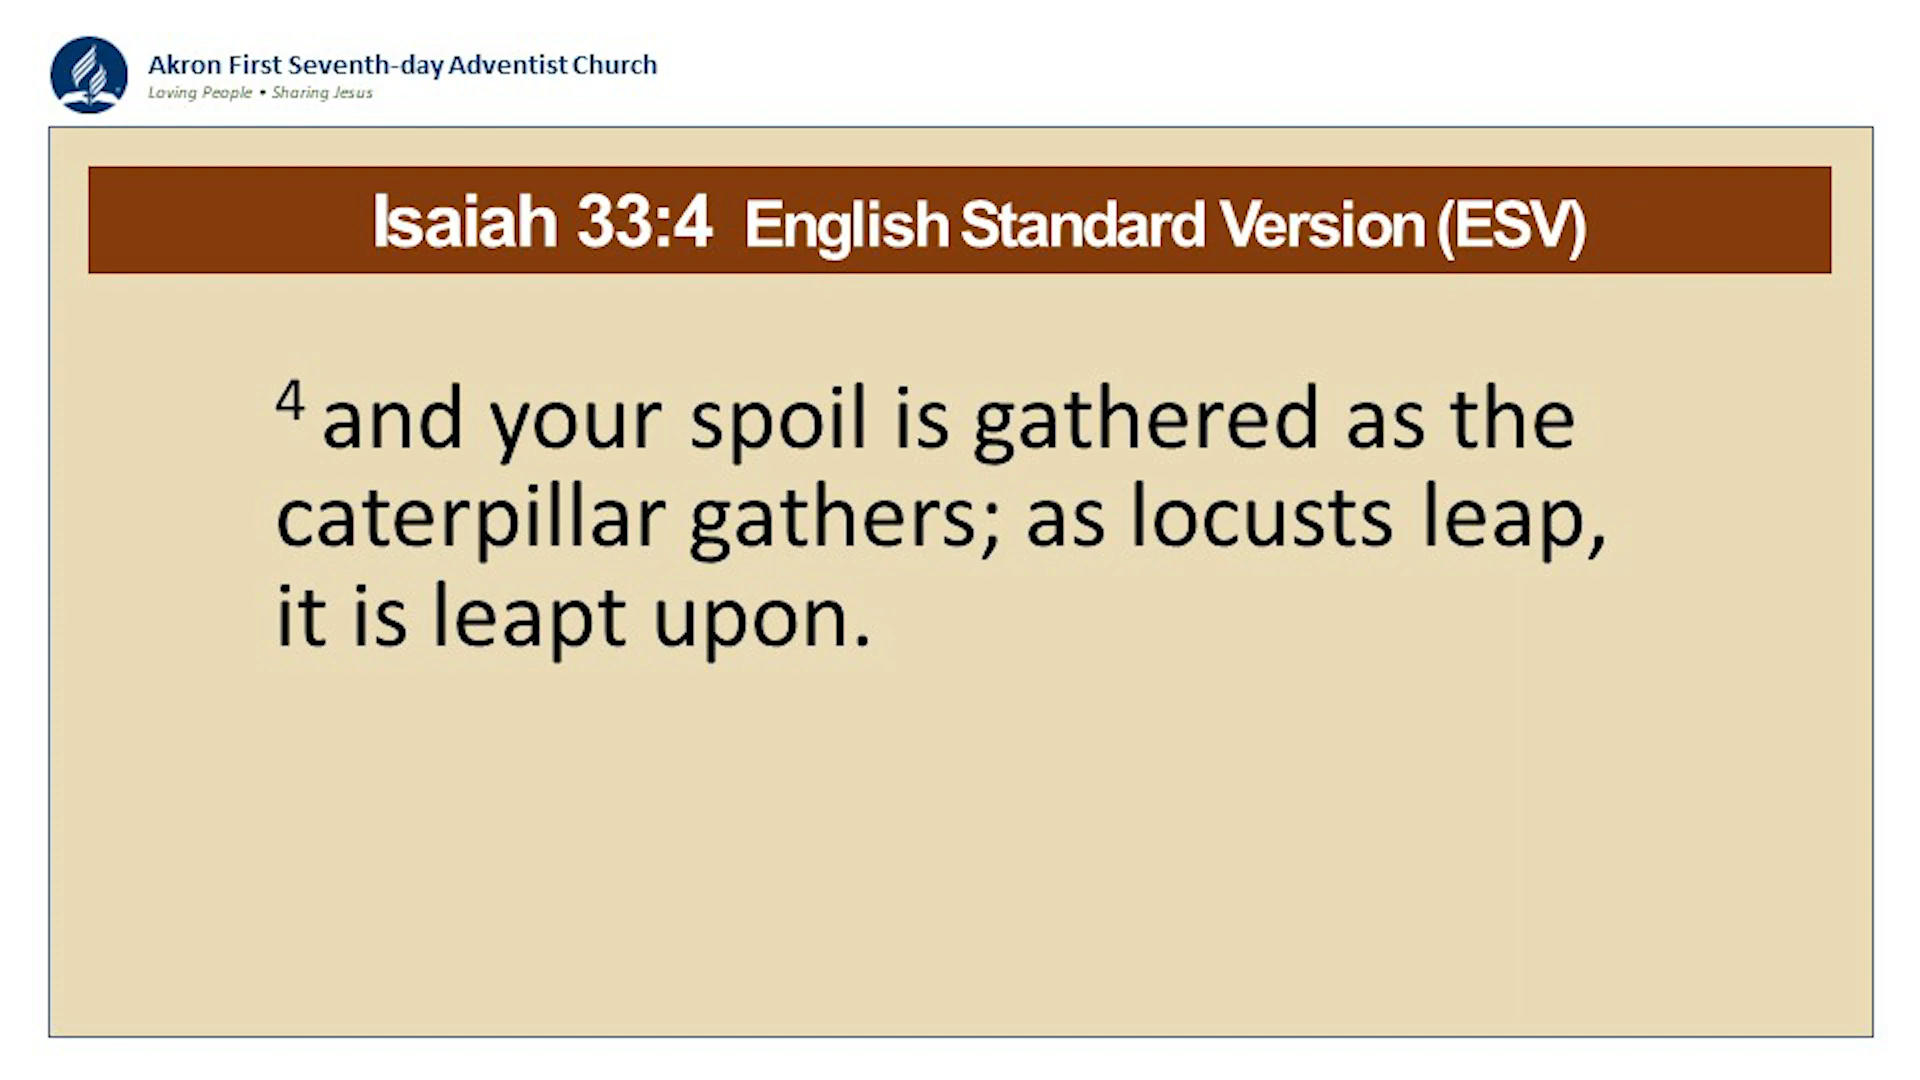 Akron First Seventh-day Adventist Church
Loving People • Sharing Jesus
Isaiah 33:4 English Standard Version (ESV)
4 and your spoil is gathered as the
caterpillar gathers; as locusts leap,
it is leapt upon.